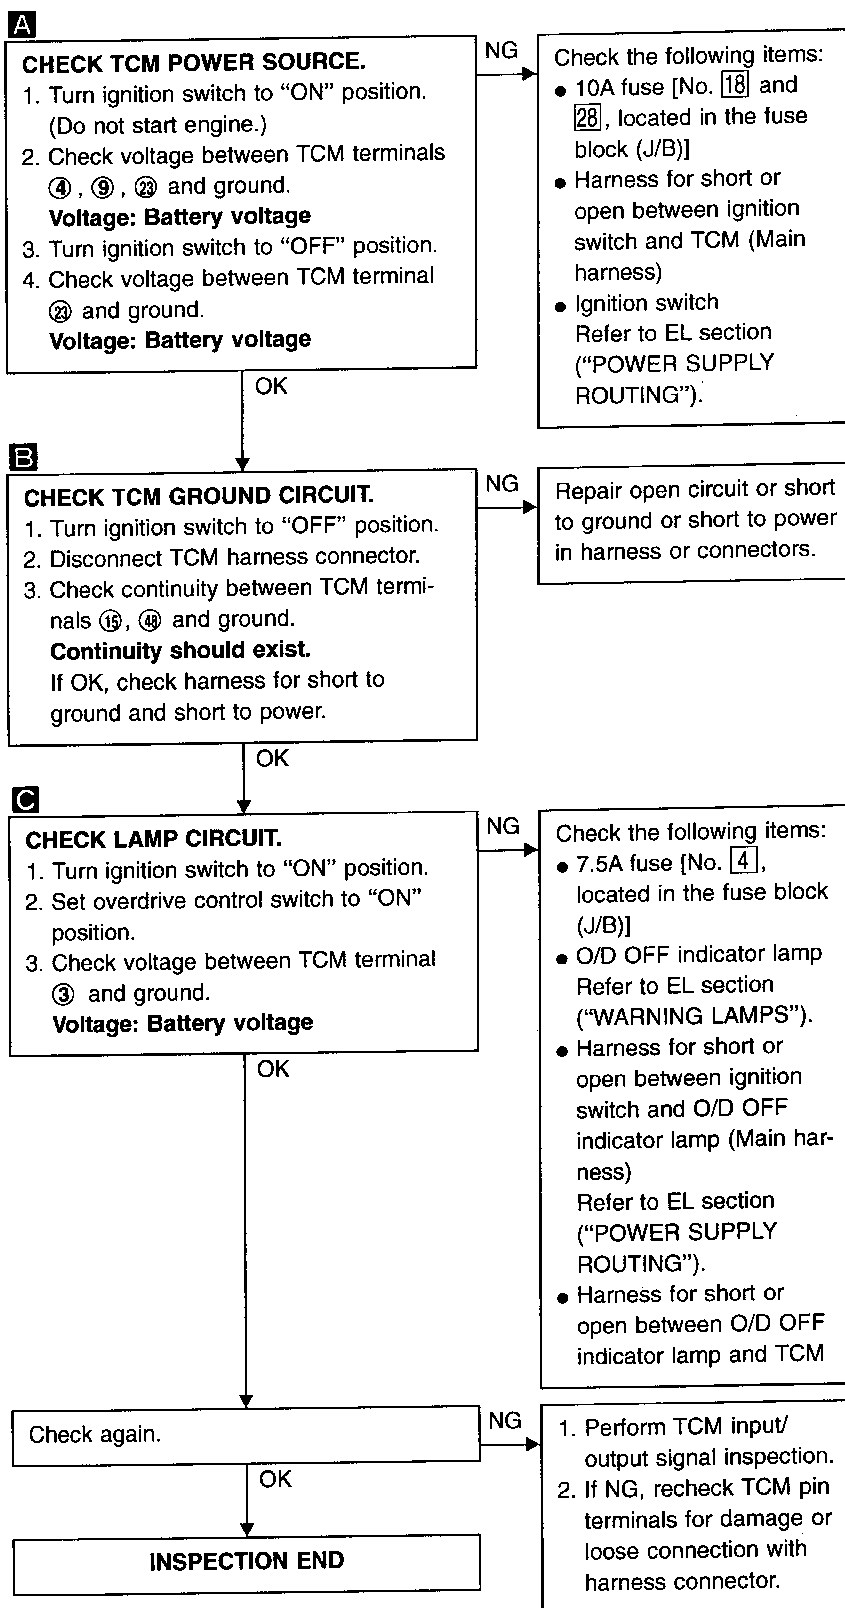 A
CHECK TCM POWER SOURCE.
1. Turn ignition switch to “ON” position.
(Do not start engine.)
2. Check voltage between TCM terminals
④, ⑨, ㉓ and ground.
Voltage: Battery voltage
3. Turn ignition switch to “OFF” position.
4. Check voltage between TCM terminal
㉓ and ground.
Voltage: Battery voltage
NG
Check the following items:
● 10A fuse [No. 18 and
28, located in the fuse
block (J/B)]
● Harness for short or
open between ignition
switch and TCM (Main
harness)
● Ignition switch
Refer to EL section
(“POWER SUPPLY
ROUTING”).
OK
B
CHECK TCM GROUND CIRCUIT.
1. Turn ignition switch to “OFF” position.
2. Disconnect TCM harness connector.
3. Check continuity between TCM termi-
nals ⑮, ㊽ and ground.
Continuity should exist.
If OK, check harness for short to
ground and short to power.
NG
Repair open circuit or short
to ground or short to power
in harness or connectors.
OK
C
CHECK LAMP CIRCUIT.
1. Turn ignition switch to “ON” position.
2. Set overdrive control switch to “ON”
position.
3. Check voltage between TCM terminal
③ and ground.
Voltage: Battery voltage
NG
Check the following items:
● 7.5A fuse [No. 4,
located in the fuse block
(J/B)]
● O/D OFF indicator lamp
Refer to EL section
(“WARNING LAMPS”).
● Harness for short or
open between ignition
switch and O/D OFF
indicator lamp (Main har-
ness)
Refer to EL section
(“POWER SUPPLY
ROUTING”).
● Harness for short or
open between O/D OFF
indicator lamp and TCM
OK
Check again.
NG
1. Perform TCM input/
output signal inspection.
2. If NG, recheck TCM pin
terminals for damage or
loose connection with
harness connector.
OK
INSPECTION END